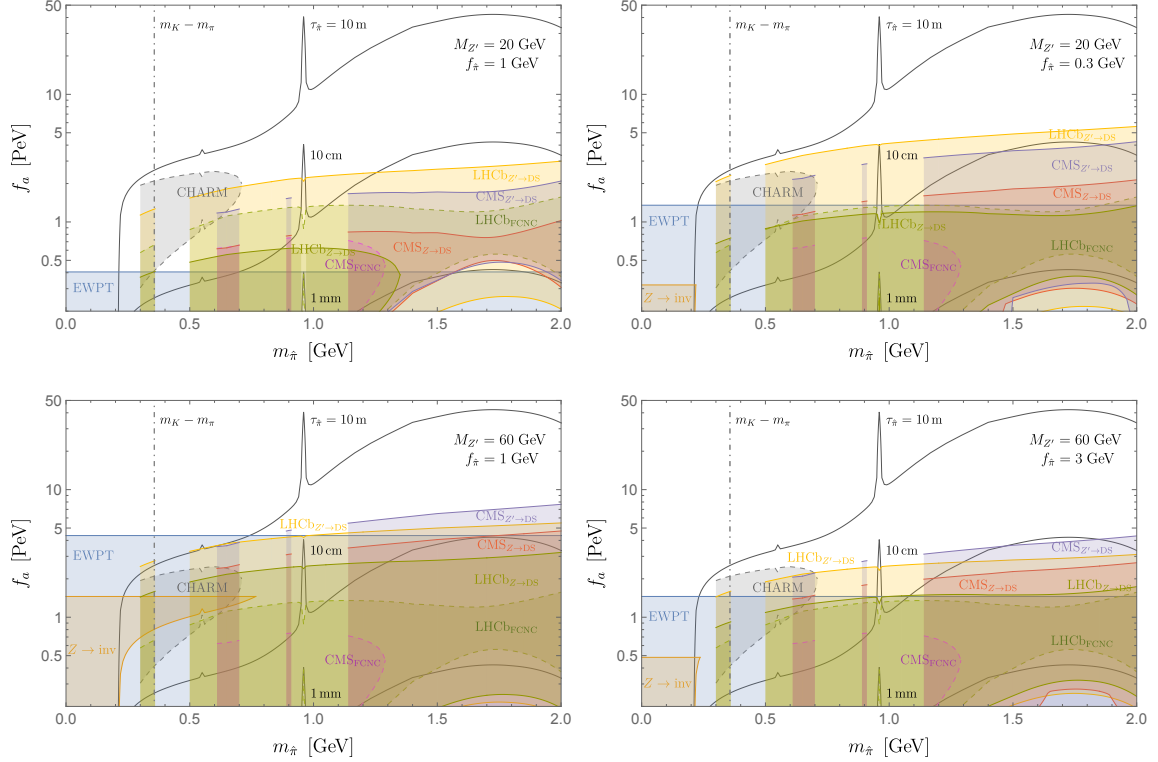 m_K − m_π
τ_π̂ = 10 m
M_Z′ = 20 GeV
f_π̂ = 1 GeV
10 cm
CHARM
LHCb_Z′→DS
CMS_Z′→DS
LHCb_FCNC
LHCb_Z→DS
CMS_Z→DS
CMS_FCNC
EWPT
1 mm
50
10
5
1
0.5
f_a [PeV]
0.0 0.5 1.0 1.5 2.0
m_π̂ [GeV]
m_K − m_π
τ_π̂ = 10 m
M_Z′ = 20 GeV
f_π̂ = 0.3 GeV
10 cm
LHCb_Z′→DS
CMS_Z′→DS
CHARM
CMS_Z→DS
EWPT
LHCb_Z→DS
LHCb_FCNC
CMS_FCNC
Z → inv
1 mm
50
10
5
1
0.5
f_a [PeV]
0.0 0.5 1.0 1.5 2.0
m_π̂ [GeV]
m_K − m_π
τ_π̂ = 10 m
M_Z′ = 60 GeV
f_π̂ = 1 GeV
LHCb_Z′→DS
CMS_Z′→DS
EWPT
10 cm
CMS_Z→DS
CHARM
LHCb_Z→DS
LHCb_FCNC
Z → inv
CMS_FCNC
1 mm
50
10
5
1
0.5
f_a [PeV]
0.0 0.5 1.0 1.5 2.0
m_π̂ [GeV]
m_K − m_π
τ_π̂ = 10 m
M_Z′ = 60 GeV
f_π̂ = 3 GeV
LHCb_Z′→DS
10 cm
CMS_Z′→DS
CHARM
CMS_Z→DS
LHCb_Z→DS
EWPT
LHCb_FCNC
CMS_FCNC
Z → inv
1 mm
50
10
5
1
0.5
f_a [PeV]
0.0 0.5 1.0 1.5 2.0
m_π̂ [GeV]